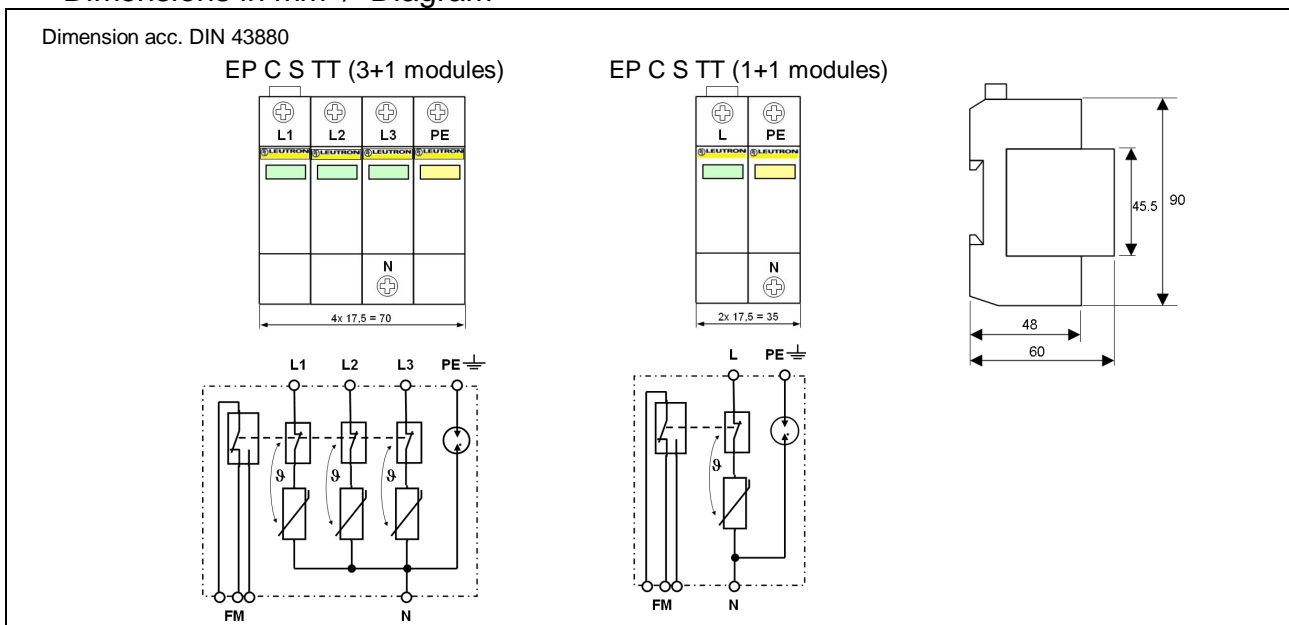 Dimensions in mm / Diagram
Dimension acc. DIN 43880
EP C S TT (3+1 modules)
L1 L2 L3 PE
LEUTRON LEUTRON LEUTRON LEUTRON
N
4x 17,5 = 70
EP C S TT (1+1 modules)
L PE
LEUTRON LEUTRON
N
2x 17,5 = 35
45.5
90
48
60
L1 L2 L3 PE
ϑ ϑ ϑ
FM N
L PE
ϑ
FM N